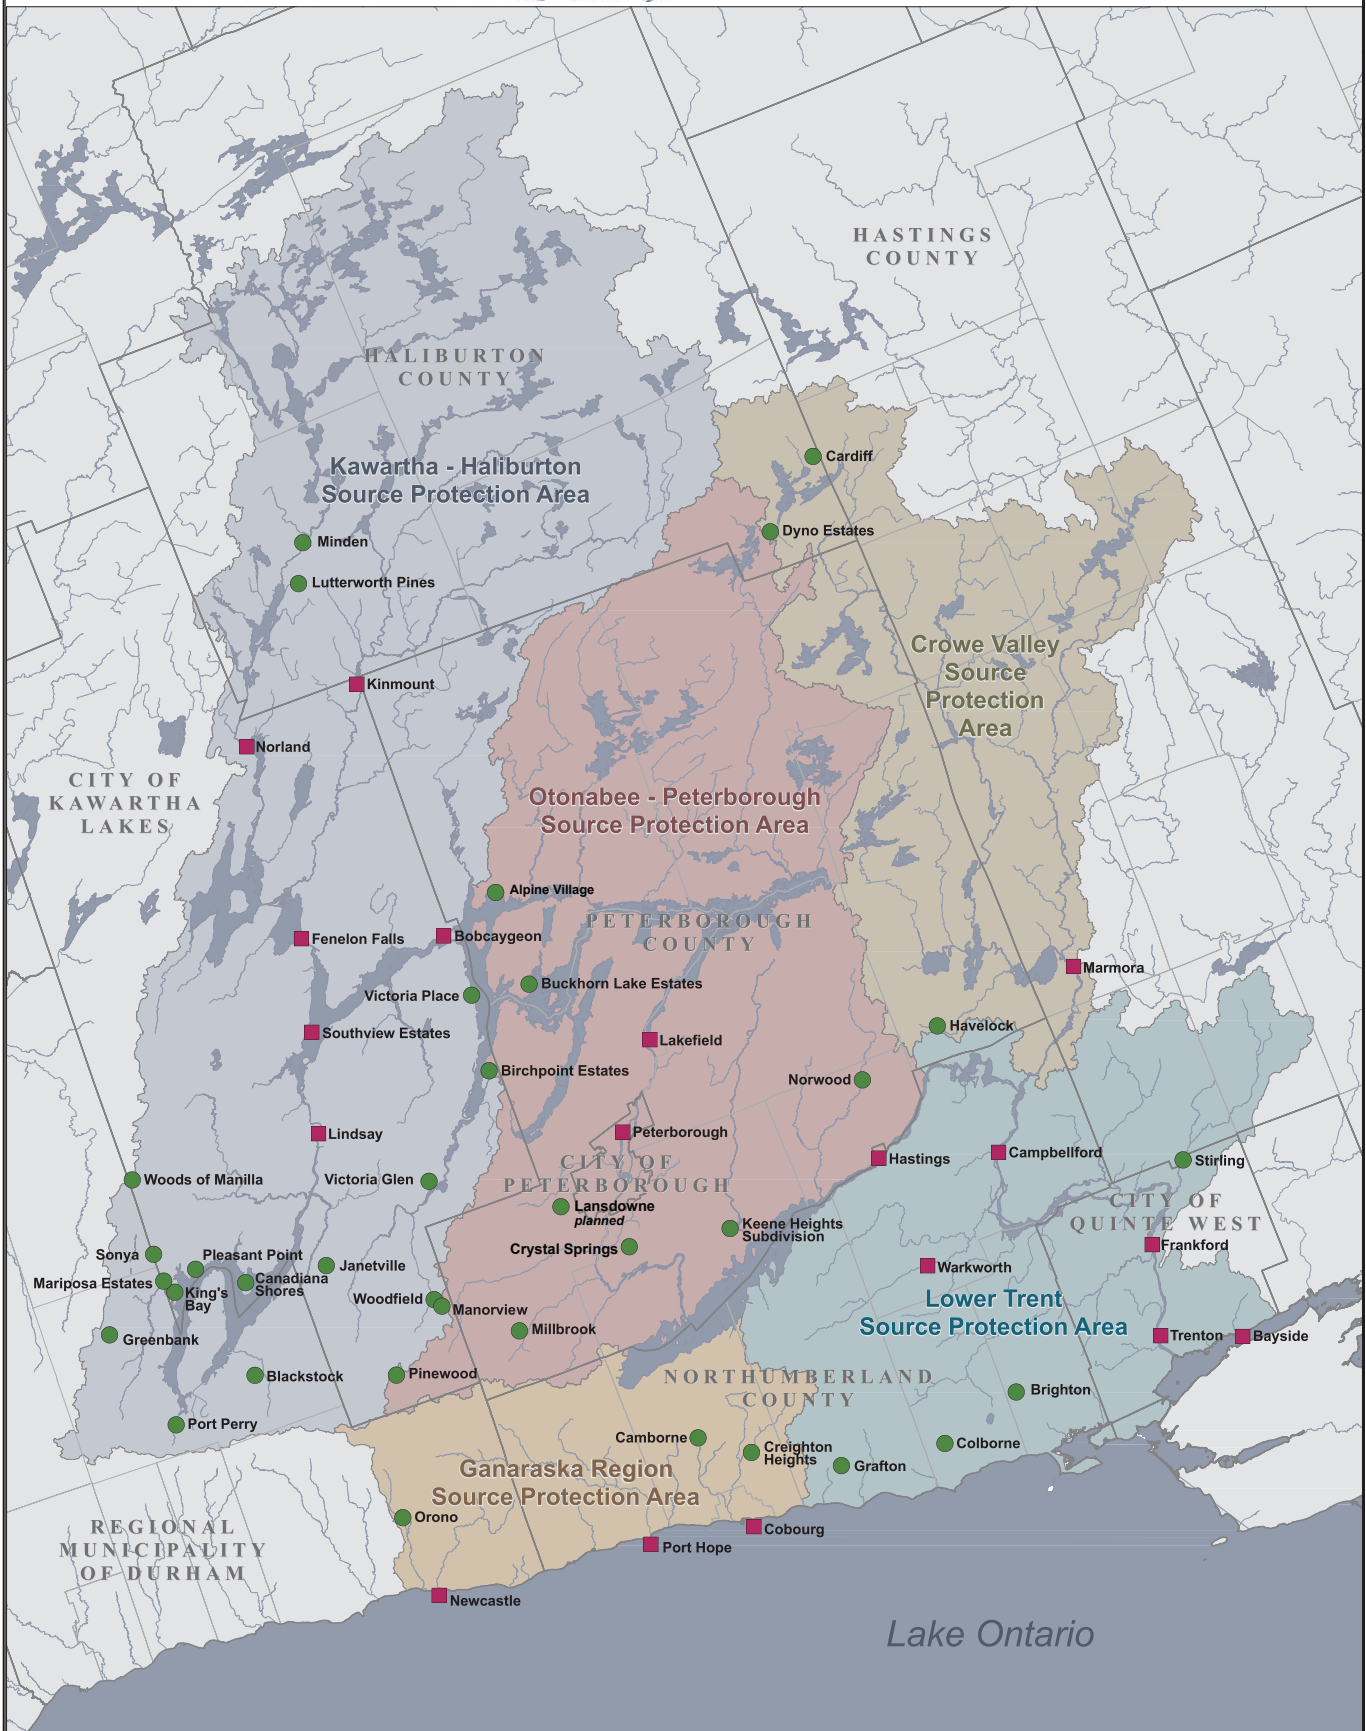 HASTINGS
COUNTY
HALIBURTON
COUNTY
Kawartha - Haliburton
Source Protection Area
Cardiff
Dyno Estates
Minden
Lutterworth Pines
Crowe Valley
Source
Protection
Area
Kinmount
Norland
CITY OF
KAWARTHA
LAKES
Otonabee - Peterborough
Source Protection Area
Alpine Village
PETERBOROUGH
COUNTY
Fenelon Falls
Bobcaygeon
Marmora
Buckhorn Lake Estates
Victoria Place
Havelock
Southview Estates
Lakefield
Birchpoint Estates
Norwood
Lindsay
Peterborough
Hastings
Campbellford
Stirling
CITY OF
PETERBOROUGH
Woods of Manilla
Victoria Glen
CITY OF
QUINTE WEST
Lansdowne
planned
Keene Heights
Subdivision
Crystal Springs
Frankford
Sonya
Pleasant Point
Janetville
Warkworth
Mariposa Estates
King's
Bay
Canadiana
Shores
Woodfield
Manorview
Lower Trent
Source Protection Area
Millbrook
Greenbank
Trenton
Bayside
Blackstock
Pinewood
NORTHUMBERLAND
COUNTY
Brighton
Port Perry
Camborne
Creighton
Heights
Colborne
Grafton
Ganaraska Region
Source Protection Area
Orono
Cobourg
REGIONAL
MUNICIPALITY
OF DURHAM
Port Hope
Newcastle
Lake Ontario